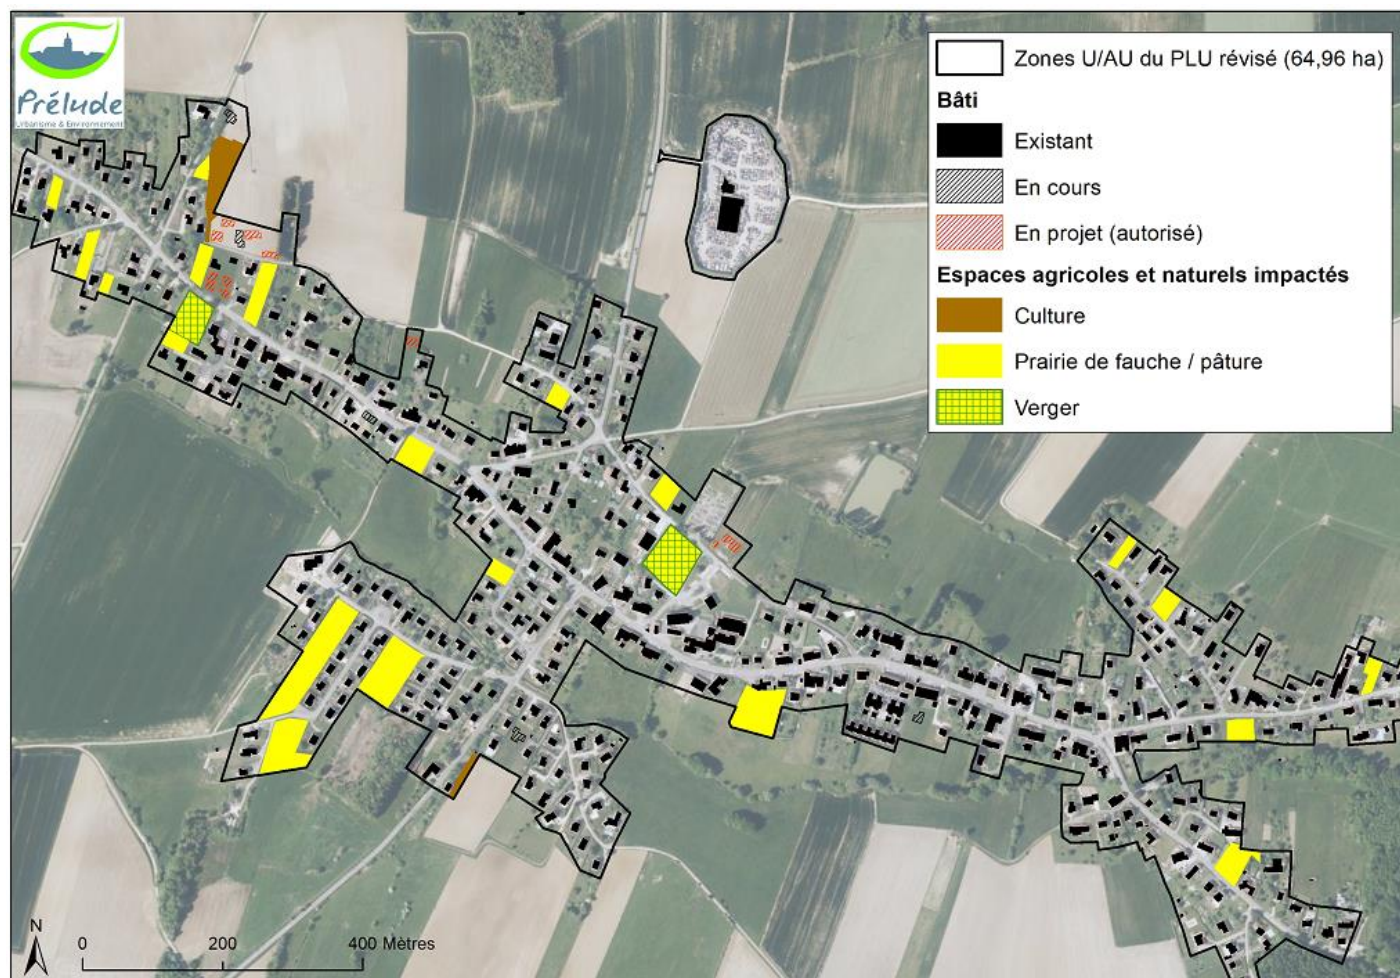 Prélude
Urbanisme & Environnement
Zones U/AU du PLU révisé (64,96 ha)
Bâti
Existant
En cours
En projet (autorisé)
Espaces agricoles et naturels impactés
Culture
Prairie de fauche / pâture
Verger
N
0 200 400 Mètres